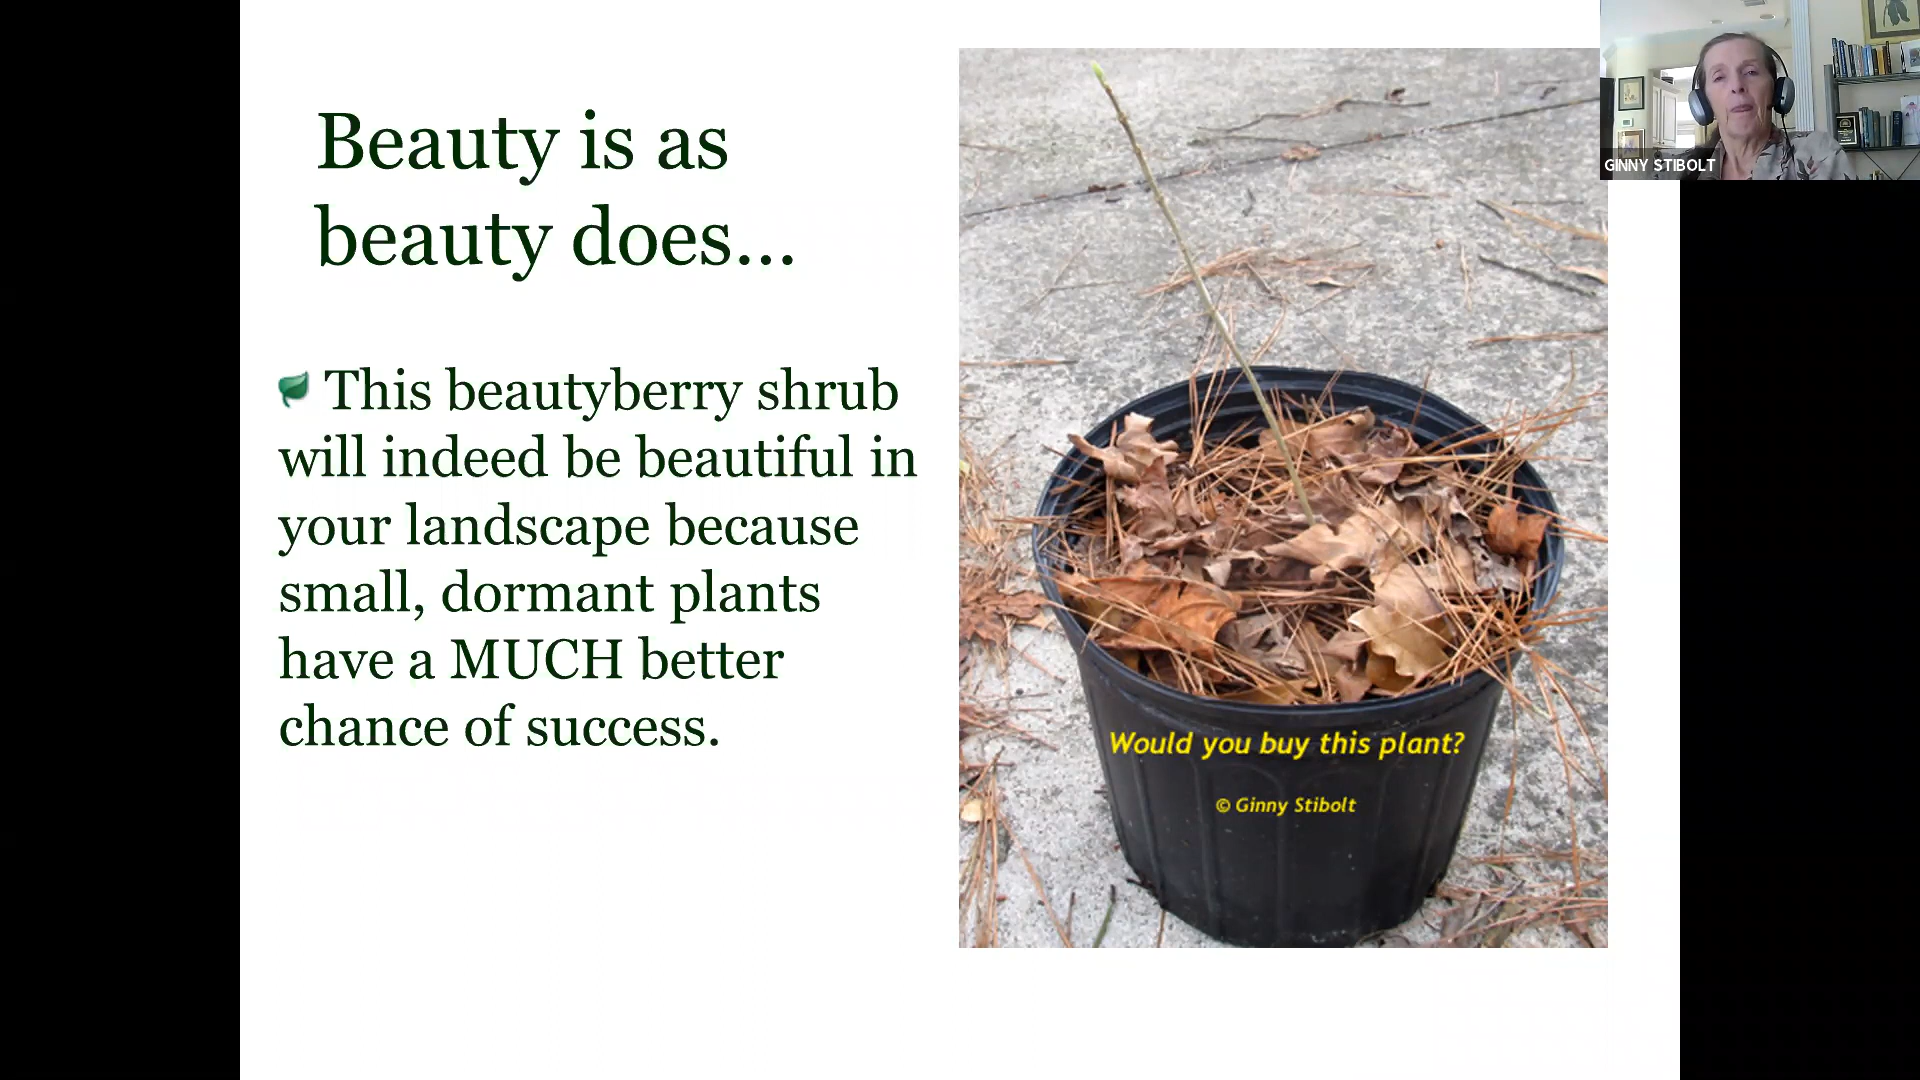 Beauty is as
beauty does...
This beautyberry shrub
will indeed be beautiful in
your landscape because
small, dormant plants
have a MUCH better
chance of success.
Would you buy this plant?
© Ginny Stibolt
GINNY STIBOLT